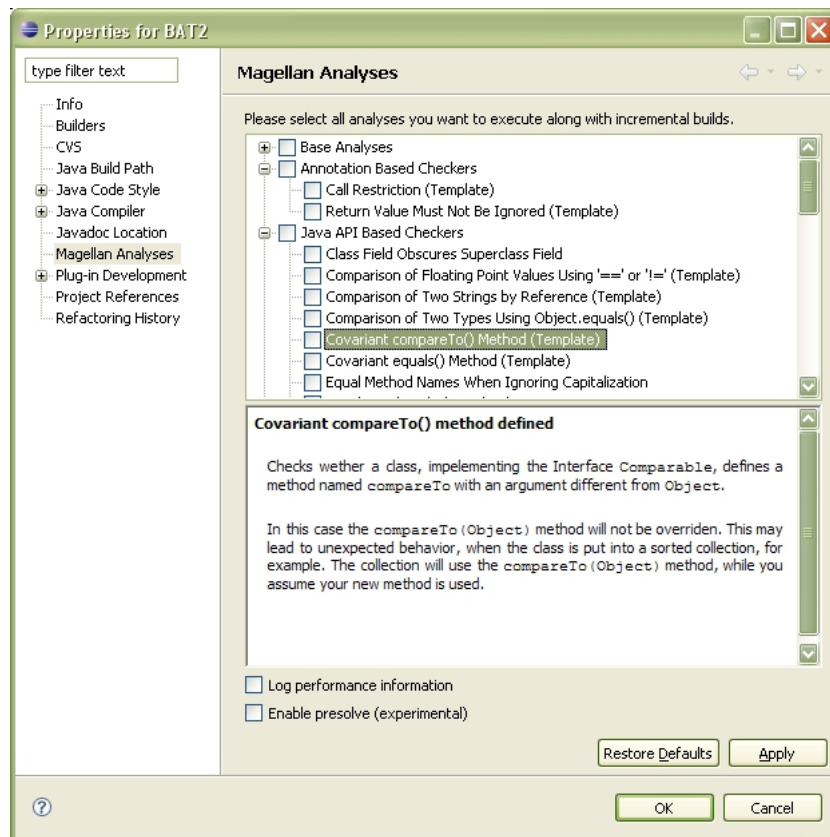 Properties for BAT2
type filter text
Info
Builders
CVS
Java Build Path
Java Code Style
Java Compiler
Javadoc Location
Magellan Analyses
Plug-in Development
Project References
Refactoring History
Magellan Analyses
Please select all analyses you want to execute along with incremental builds.
Base Analyses
Annotation Based Checkers
Call Restriction (Template)
Return Value Must Not Be Ignored (Template)
Java API Based Checkers
Class Field Obscures Superclass Field
Comparison of Floating Point Values Using '==' or '!=' (Template)
Comparison of Two Strings by Reference (Template)
Comparison of Two Types Using Object.equals() (Template)
Covariant compareTo() Method (Template)
Covariant equals() Method (Template)
Equal Method Names When Ignoring Capitalization
Covariant compareTo() method defined
Checks wether a class, impelementing the Interface Comparable, defines a
method named compareTo with an argument different from Object.
In this case the compareTo(Object) method will not be overriden. This may
lead to unexpected behavior, when the class is put into a sorted collection, for
example. The collection will use the compareTo(Object) method, while you
assume your new method is used.
Log performance information
Enable presolve (experimental)
Restore Defaults
Apply
?
OK
Cancel